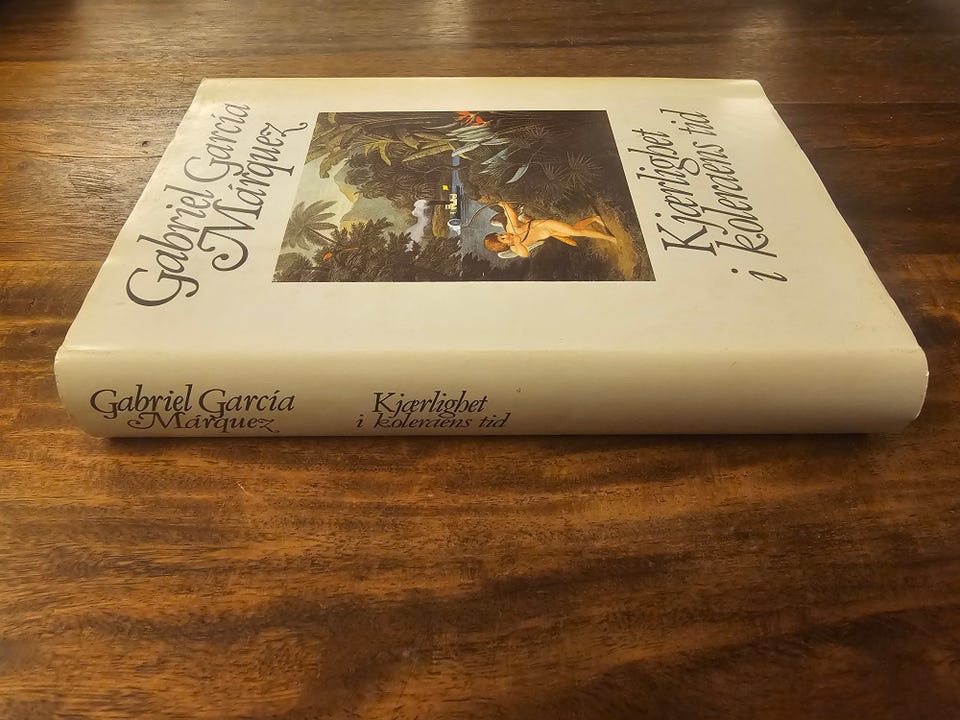 Gabriel García
Márquez
Kjærlighet
i koleraens tid
Gabriel García
Márquez
Kjærlighet
i koleraens tid